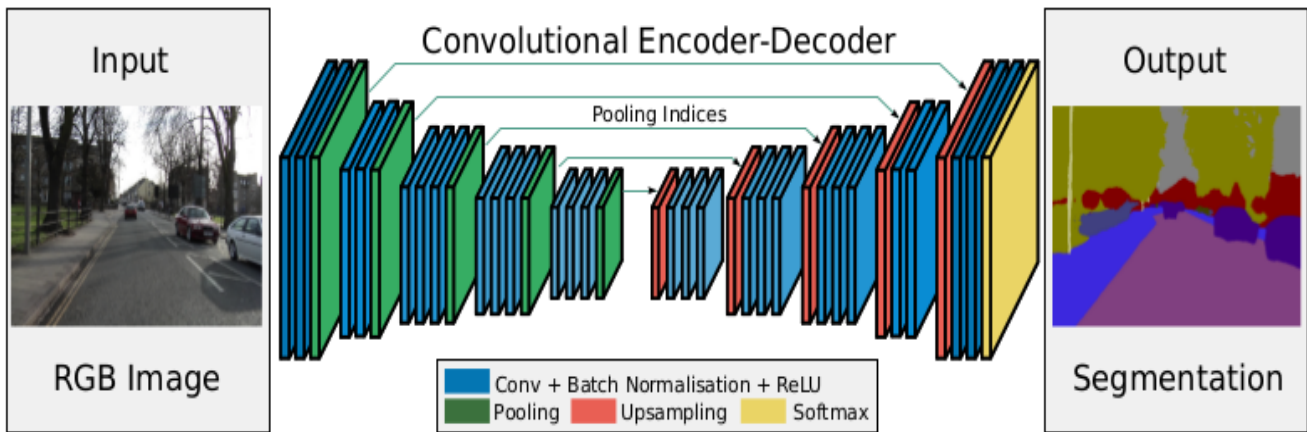 Input
RGB Image
Convolutional Encoder-Decoder
Pooling Indices
Conv + Batch Normalisation + ReLU
Pooling Upsampling Softmax
Output
Segmentation